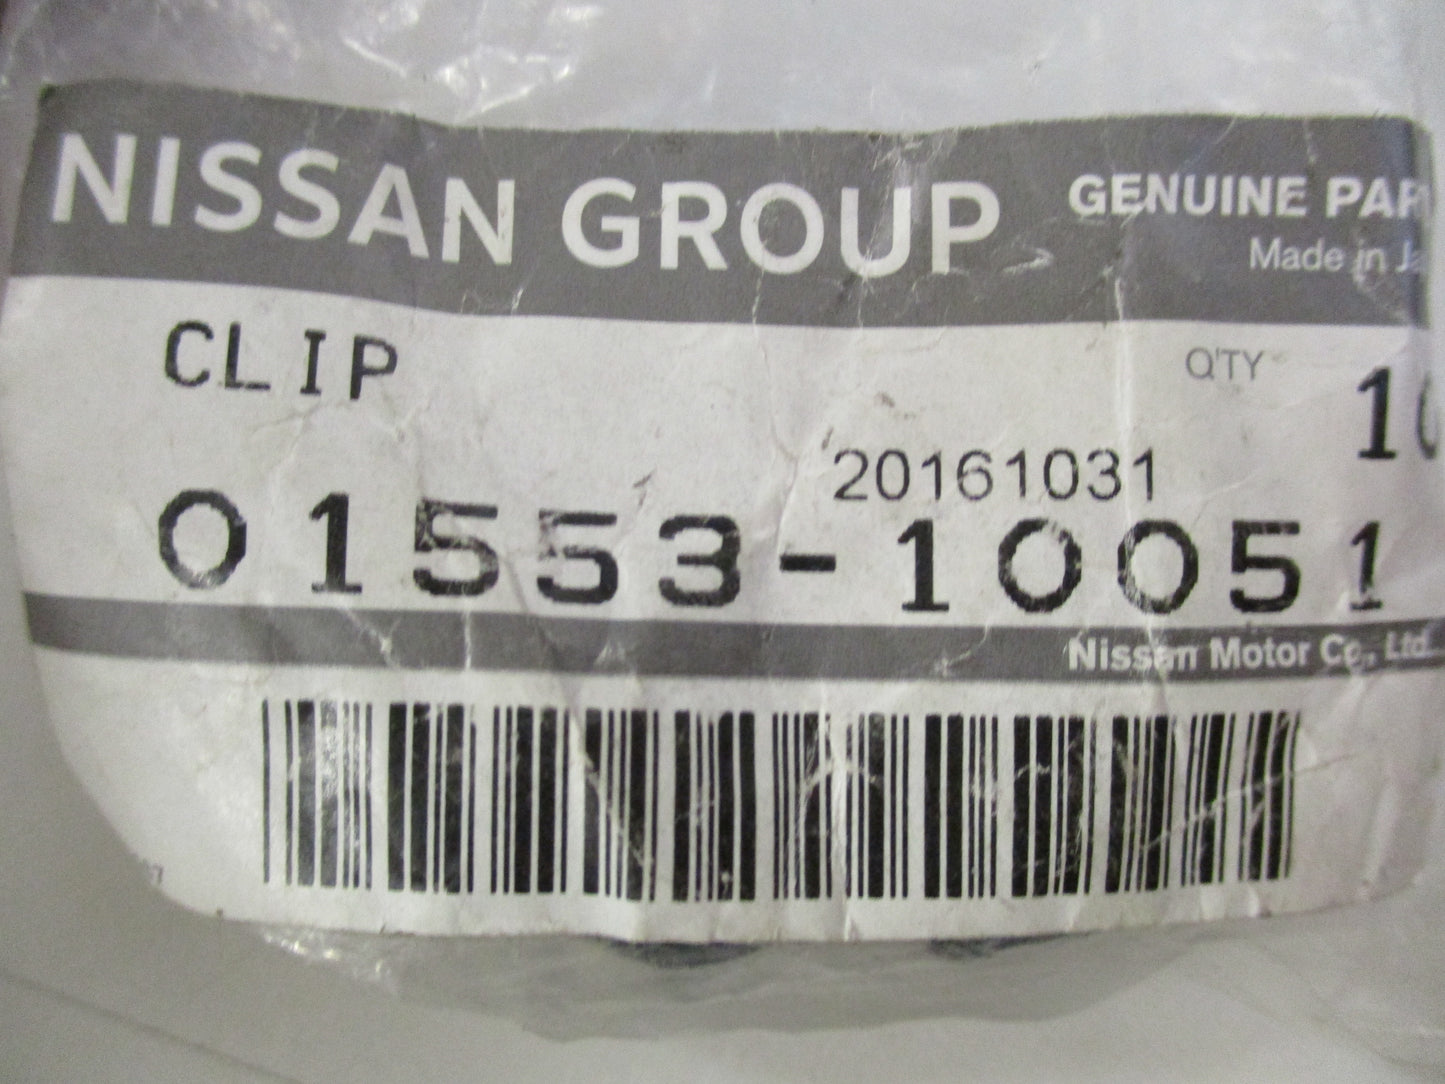 NISSAN GROUP GENUINE PAR
Made in Ja
CLIP Q'TY 10
20161031
01553-10051
Nissan Motor Co., Ltd.